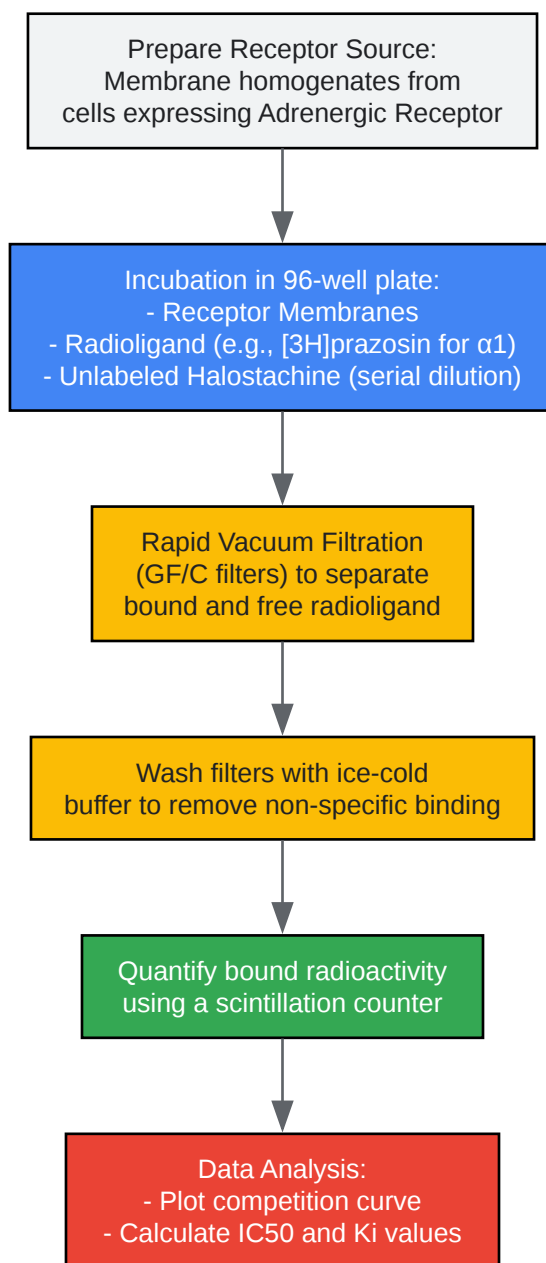 Prepare Receptor Source:
Membrane homogenates from
cells expressing Adrenergic Receptor
Incubation in 96-well plate:
- Receptor Membranes
- Radioligand (e.g., [3H]prazosin for α1)
- Unlabeled Halostachine (serial dilution)
Rapid Vacuum Filtration
(GF/C filters) to separate
bound and free radioligand
Wash filters with ice-cold
buffer to remove non-specific binding
Quantify bound radioactivity
using a scintillation counter
Data Analysis:
- Plot competition curve
- Calculate IC50 and Ki values